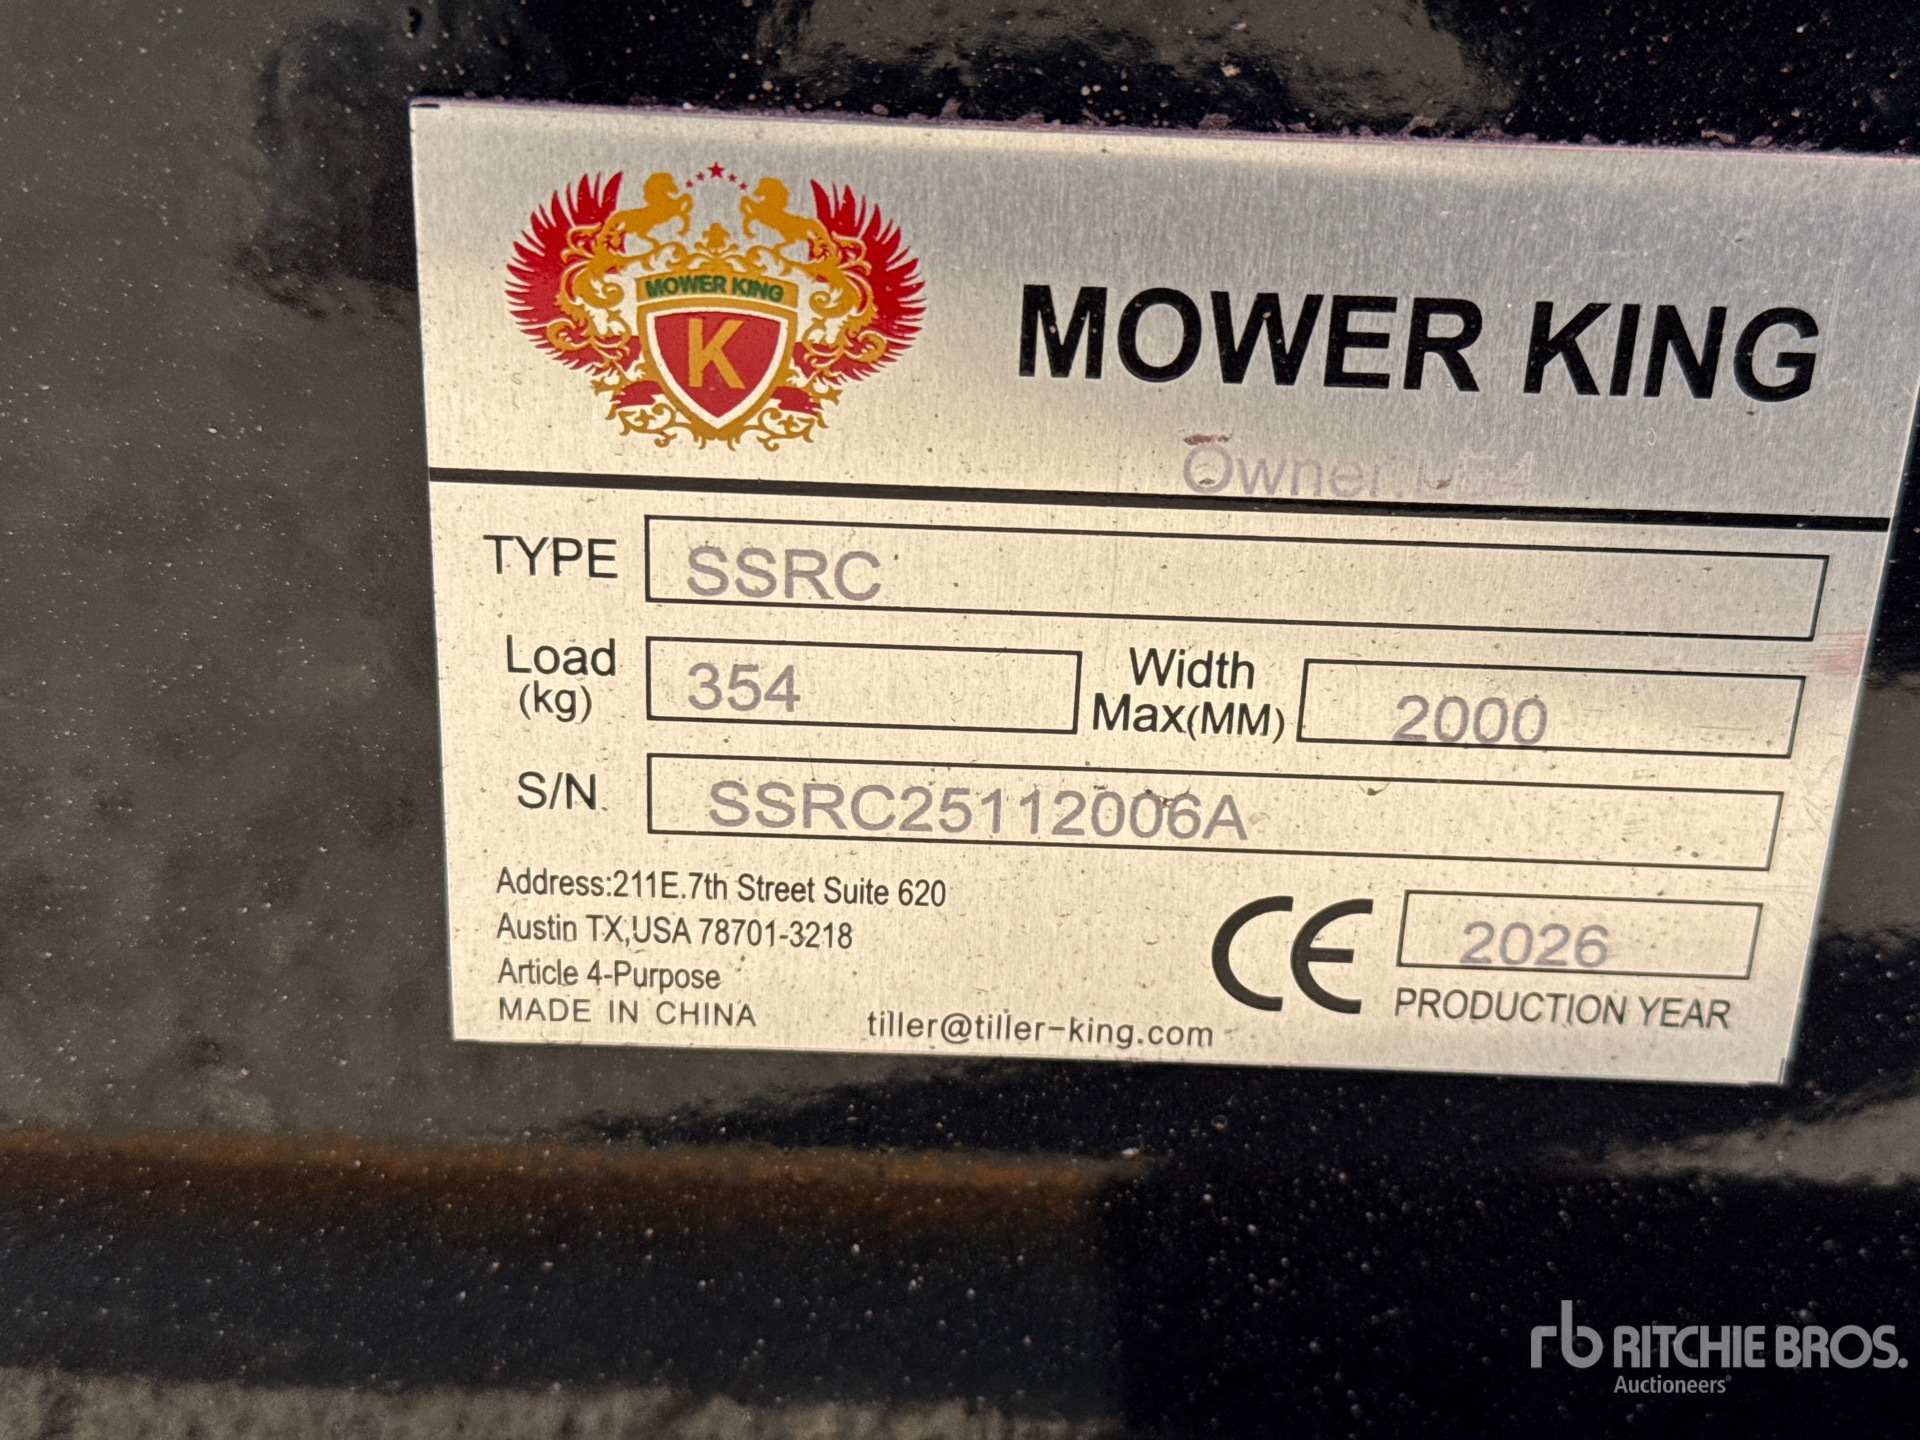 MOWER KING
K
MOWER KING
Owner
TYPE SSRC
Load (kg) 354 Width Max(MM) 2000
S/N SSRC25112006A
Address:211E.7th Street Suite 620
Austin TX,USA 78701-3218
Article 4-Purpose
MADE IN CHINA
tiller@tiller-king.com
CE 2026
PRODUCTION YEAR
rb RITCHIE BROS.
Auctioneers